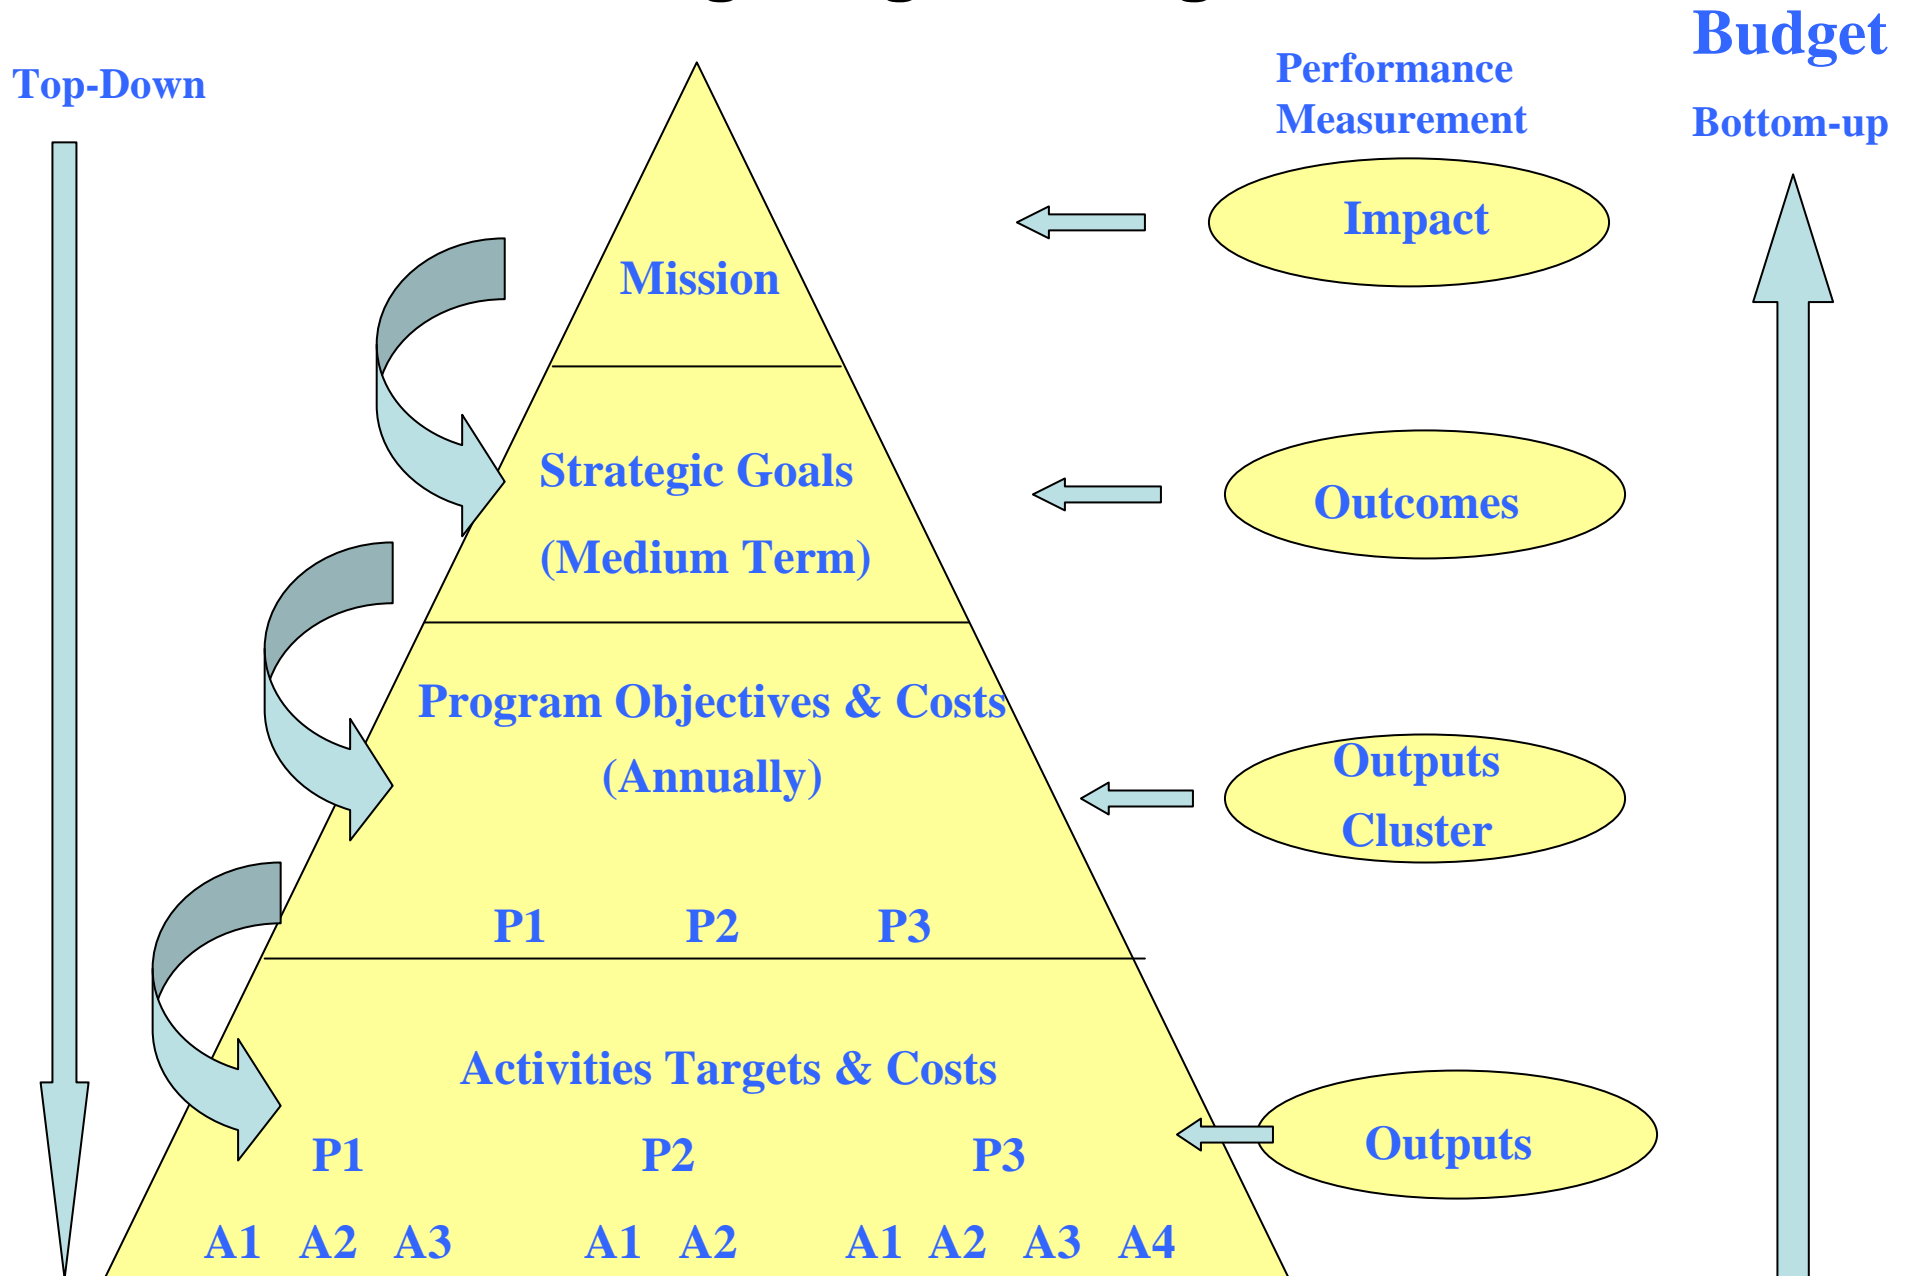 Top-Down
Performance
Measurement
Budget
Bottom-up
Mission
Impact
Strategic Goals
(Medium Term)
Outcomes
Program Objectives & Costs
(Annually)
Outputs
Cluster
P1 P2 P3
Activities Targets & Costs
Outputs
P1 P2 P3
A1 A2 A3 A1 A2 A1 A2 A3 A4